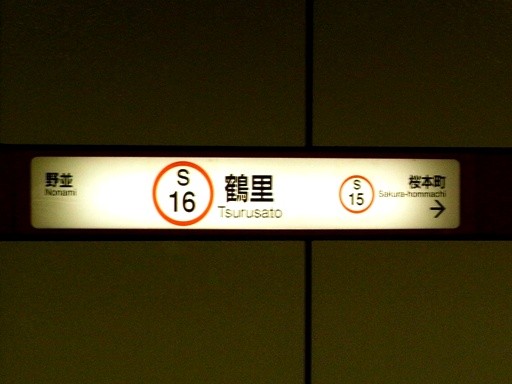 野並
Nonami
S
16
鶴里
Tsurusato
S
15
桜本町
Sakura-hommachi
→